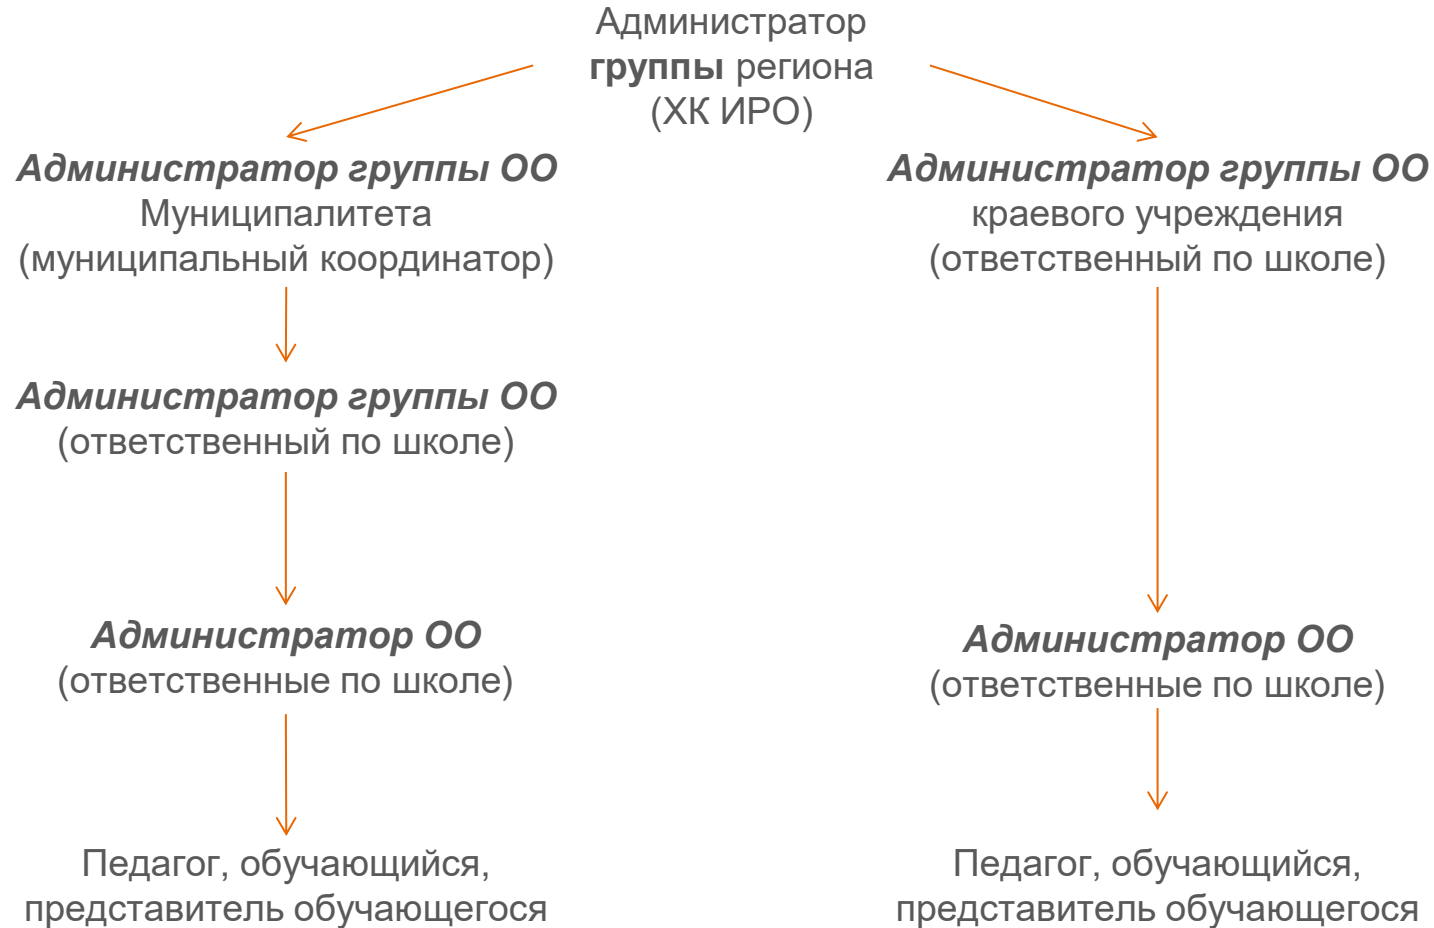 Администратор
группы региона
(ХК ИРО)
Администратор группы ОО
Муниципалитета
(муниципальный координатор)
Администратор группы ОО
(ответственный по школе)
Администратор ОО
(ответственные по школе)
Педагог, обучающийся,
представитель обучающегося
Администратор группы ОО
краевого учреждения
(ответственный по школе)
Администратор ОО
(ответственные по школе)
Педагог, обучающийся,
представитель обучающегося